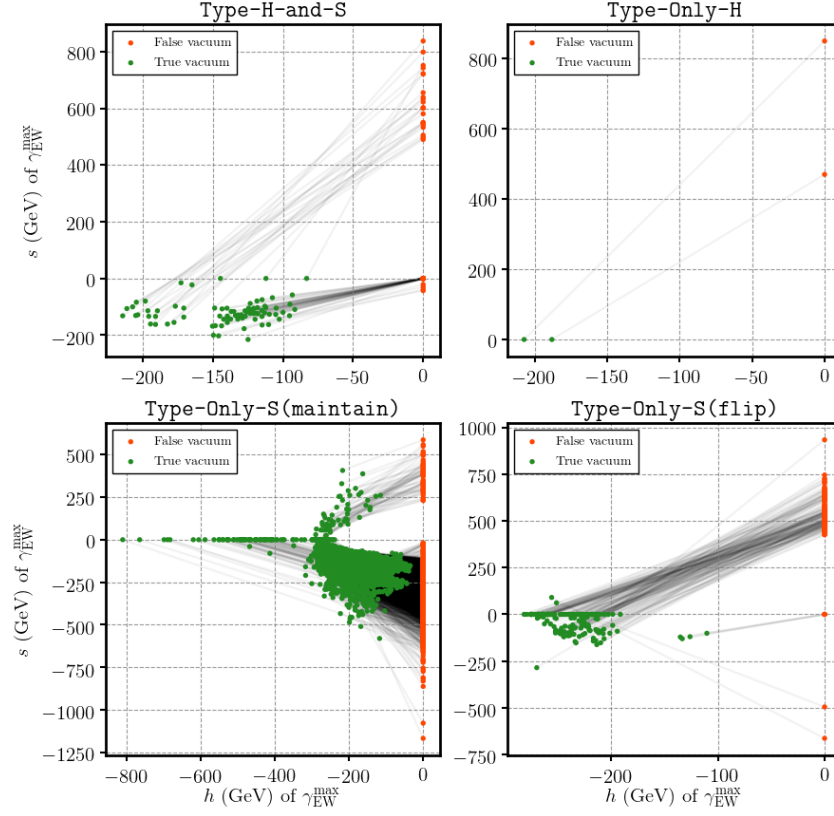 Type-H-and-S
Type-Only-H
False vacuum
True vacuum
False vacuum
True vacuum
s (GeV) of γ_EW^max
800
600
400
200
0
−200
−200
−150
−100
−50
0
800
600
400
200
0
−200
−150
−100
−50
0
Type-Only-S(maintain)
Type-Only-S(flip)
False vacuum
True vacuum
False vacuum
True vacuum
s (GeV) of γ_EW^max
500
250
0
−250
−500
−750
−1000
−1250
−800
−600
−400
−200
0
h (GeV) of γ_EW^max
1000
750
500
250
0
−250
−500
−750
−200
−100
0
h (GeV) of γ_EW^max